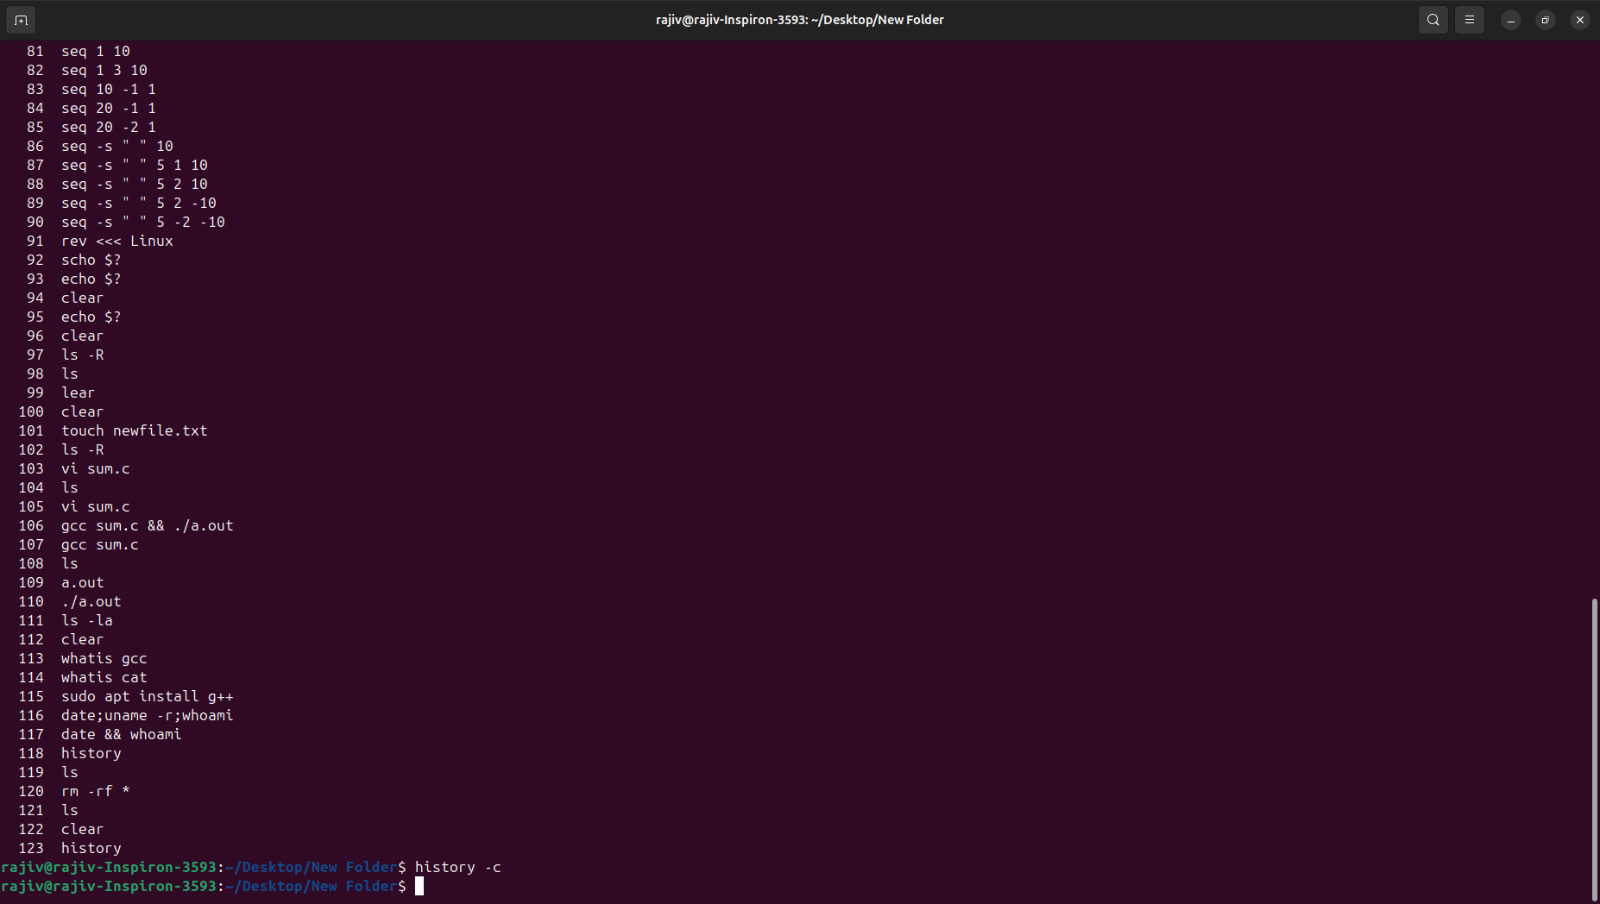 rajiv@rajiv-Inspiron-3593: ~/Desktop/New Folder
81 seq 1 10
82 seq 1 3 10
83 seq 10 -1 1
84 seq 20 -1 1
85 seq 20 -2 1
86 seq -s " " 10
87 seq -s " " 5 1 10
88 seq -s " " 5 2 10
89 seq -s " " 5 2 -10
90 seq -s " " 5 -2 -10
91 rev <<< Linux
92 scho $?
93 echo $?
94 clear
95 echo $?
96 clear
97 ls -R
98 ls
99 lear
100 clear
101 touch newfile.txt
102 ls -R
103 vi sum.c
104 ls
105 vi sum.c
106 gcc sum.c && ./a.out
107 gcc sum.c
108 ls
109 a.out
110 ./a.out
111 ls -la
112 clear
113 whatis gcc
114 whatis cat
115 sudo apt install g++
116 date;uname -r;whoami
117 date && whoami
118 history
119 ls
120 rm -rf *
121 ls
122 clear
123 history
rajiv@rajiv-Inspiron-3593:~/Desktop/New Folder$ history -c
rajiv@rajiv-Inspiron-3593:~/Desktop/New Folder$